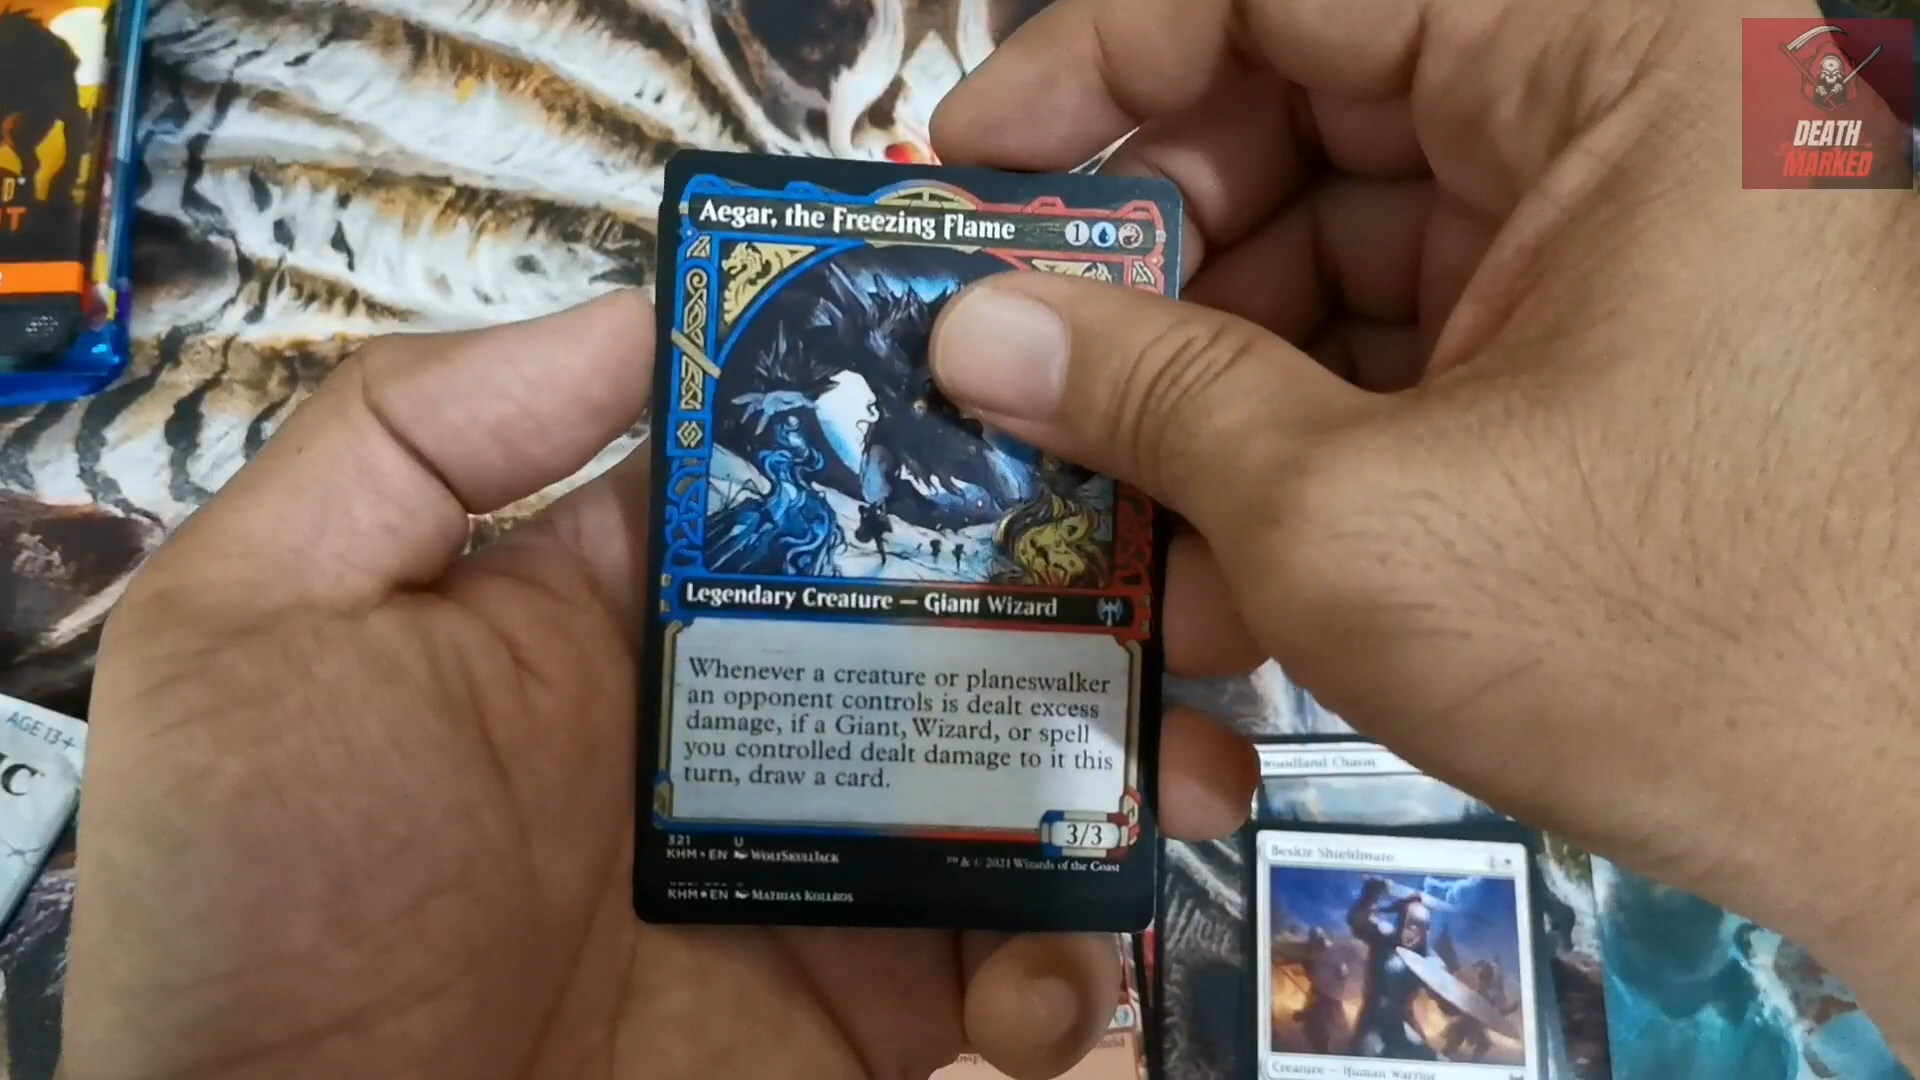 DEATH
MARKED
Aegar, the Freezing Flame 1
Legendary Creature — Giant Wizard
Whenever a creature or planeswalker
an opponent controls is dealt excess
damage, if a Giant, Wizard, or spell
you controlled dealt damage to it this
turn, draw a card.
3/3
321 U
KHM • EN WolfSkullJack
™ & © 2021 Wizards of the Coast
KHM★EN Mathias Kollros
AGE 13+
IC
woodland Chasm
Beskir Shieldmate
Creature — Human Warrior